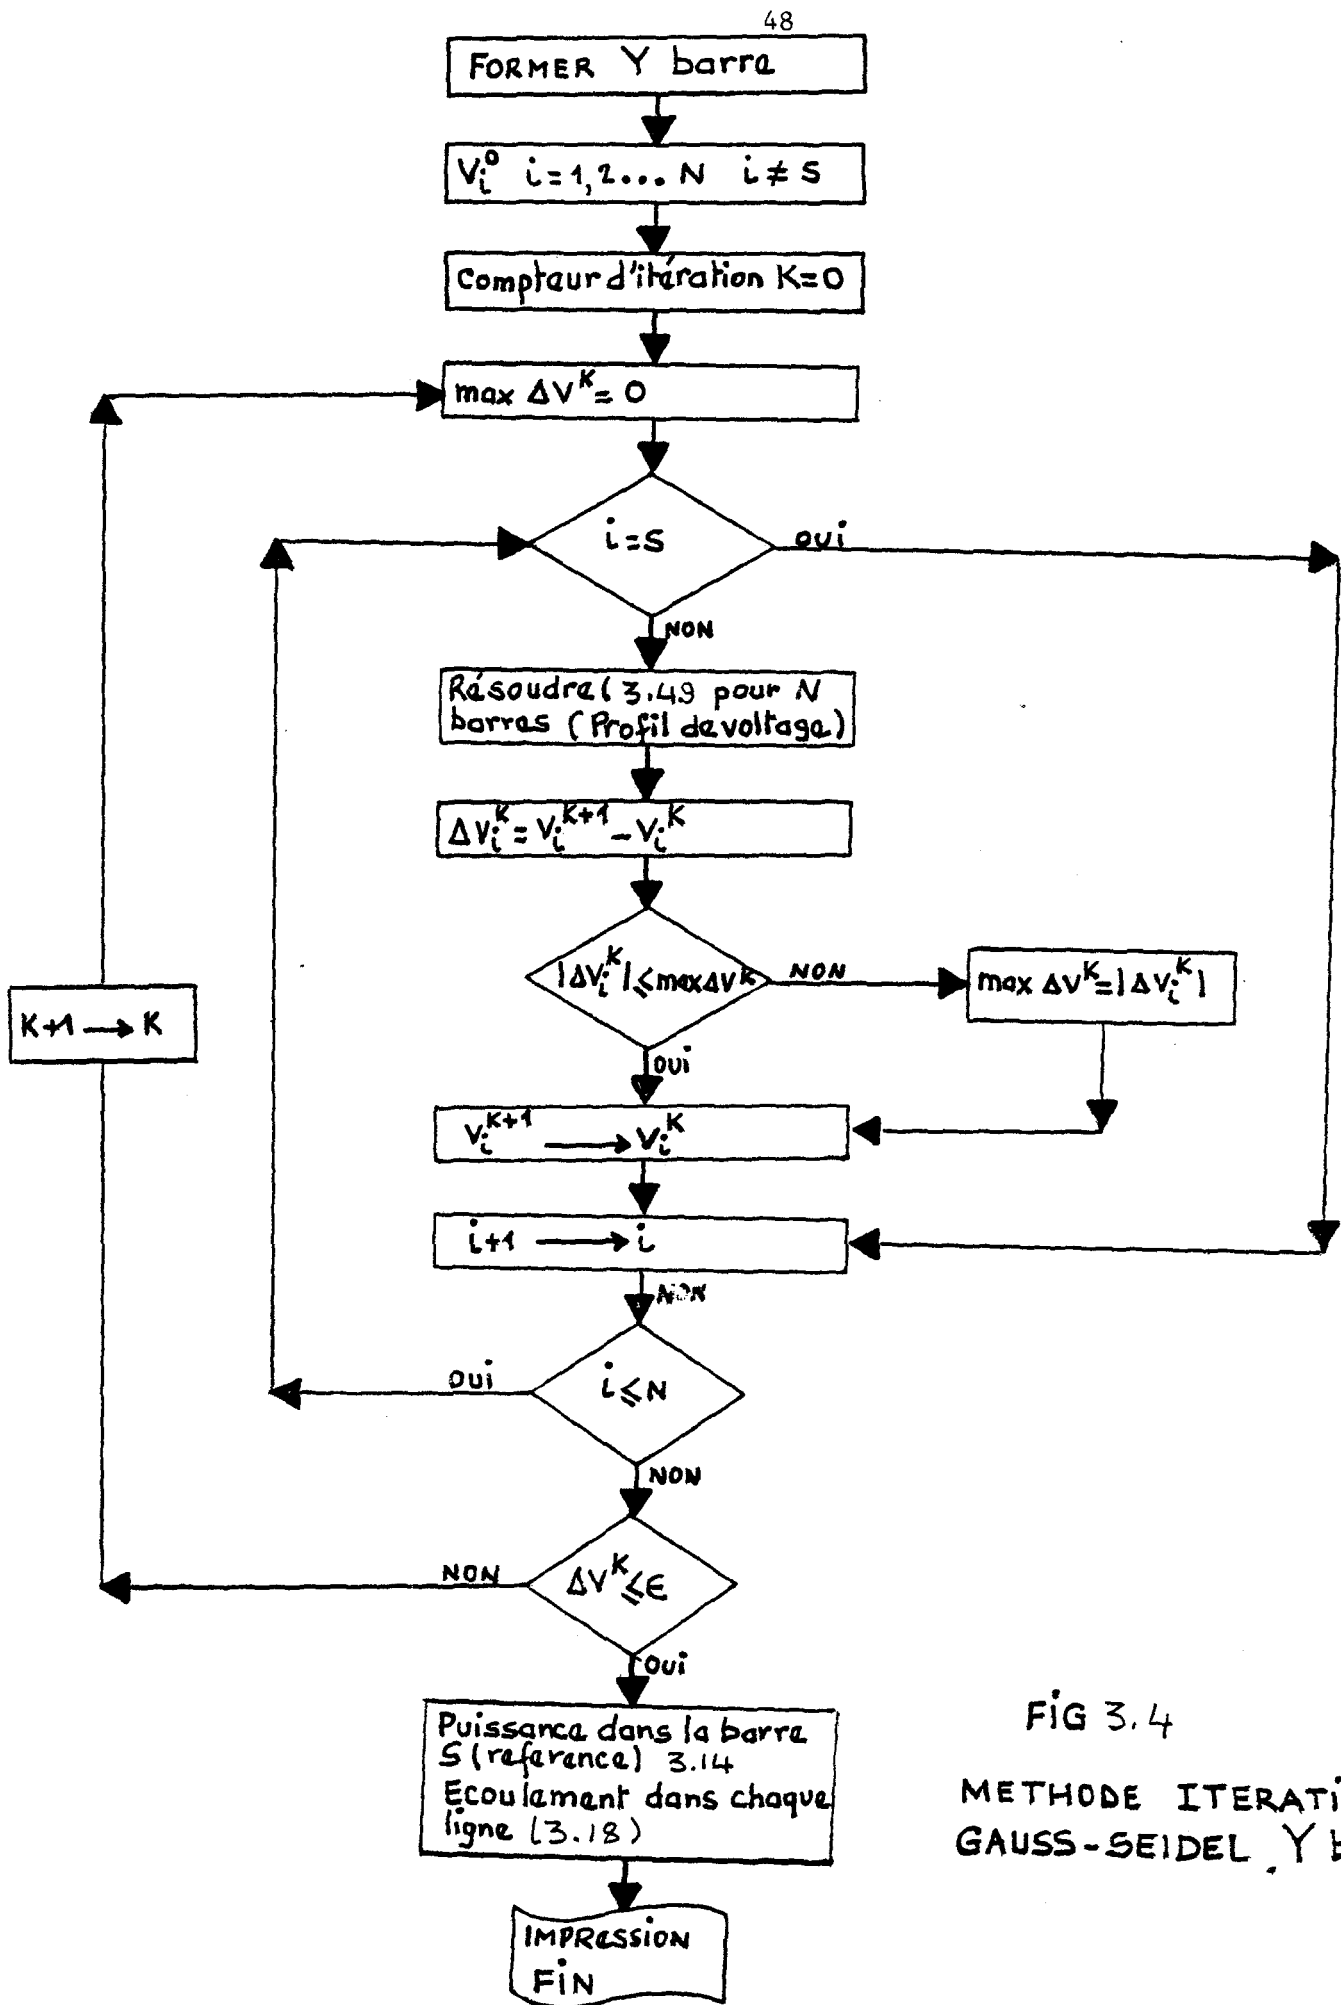 48
FORMER Y barre
V_i^0 i=1,2... N i≠S
Compteur d'itération K=0
max ΔV^K = 0
i=S
OUI
NON
Résoudre ( 3.49 pour N
barres (Profil de voltage)
ΔV_i^K = V_i^{K+1} - V_i^K
|ΔV_i^K| ≤ max ΔV^K
NON
max ΔV^K = |ΔV_i^K|
K+1 → K
OUI
V_i^{K+1} → V_i^K
i+1 → i
NON
OUI
i ≤ N
NON
NON
ΔV^K ≤ ϵ
OUI
Puissance dans la barre
S (reference) 3.14
Ecoulement dans chaque
ligne (3.18)
FIG 3.4
METHODE ITERATI
GAUSS-SEIDEL Y
IMPRESSION
FIN